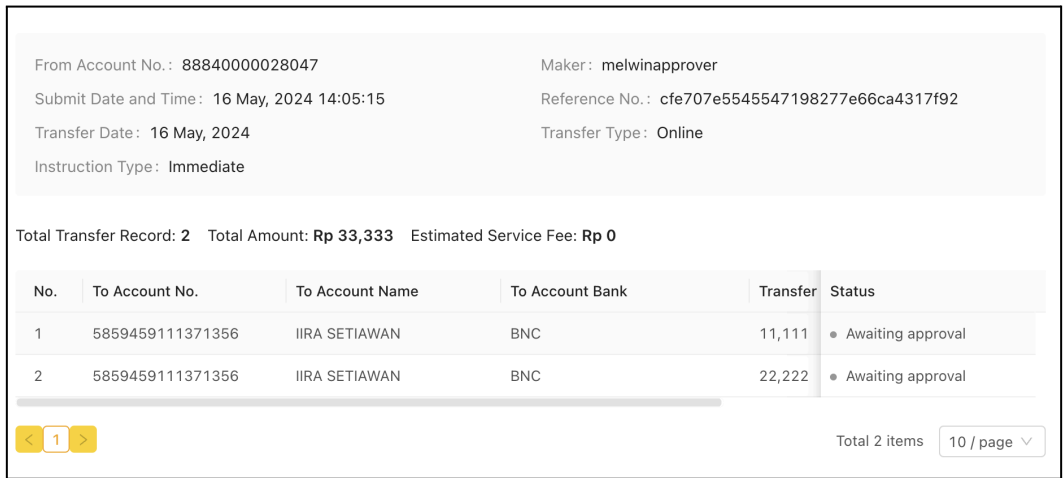 From Account No.: 88840000028047 Maker: melwinapprover
Submit Date and Time: 16 May, 2024 14:05:15 Reference No.: cfe707e5545547198277e66ca4317f92
Transfer Date: 16 May, 2024 Transfer Type: Online
Instruction Type: Immediate
Total Transfer Record: 2 Total Amount: Rp 33,333 Estimated Service Fee: Rp 0
No. To Account No. To Account Name To Account Bank Transfer Status
1 5859459111371356 IIRA SETIAWAN BNC 11,111 Awaiting approval
2 5859459111371356 IIRA SETIAWAN BNC 22,222 Awaiting approval
< 1 > Total 2 items 10 / page